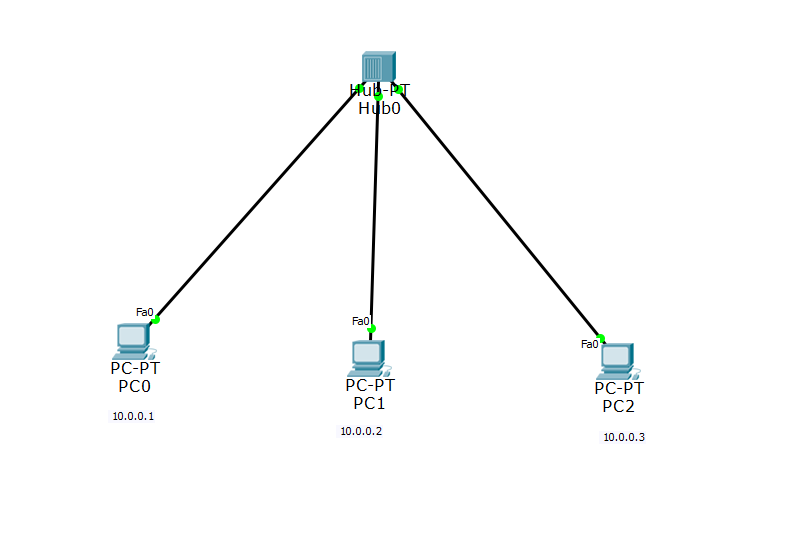 Hub-PT
Hub0
Fa0
PC-PT
PC0
10.0.0.1
Fa0
PC-PT
PC1
10.0.0.2
Fa0
PC-PT
PC2
10.0.0.3